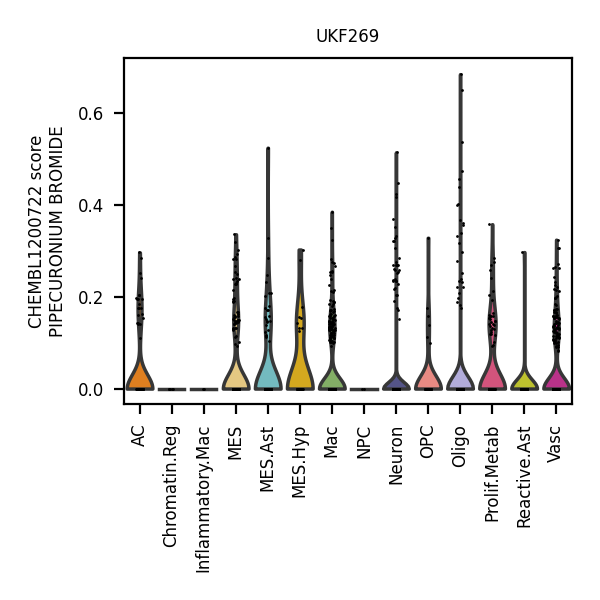 UKF269
CHEMBL1200722 score
PIPECURONIUM BROMIDE
0.6
0.4
0.2
0.0
AC
Chromatin.Reg
Inflammatory.Mac
MES
MES.Ast
MES.Hyp
Mac
NPC
Neuron
OPC
Oligo
Prolif.Metab
Reactive.Ast
Vasc